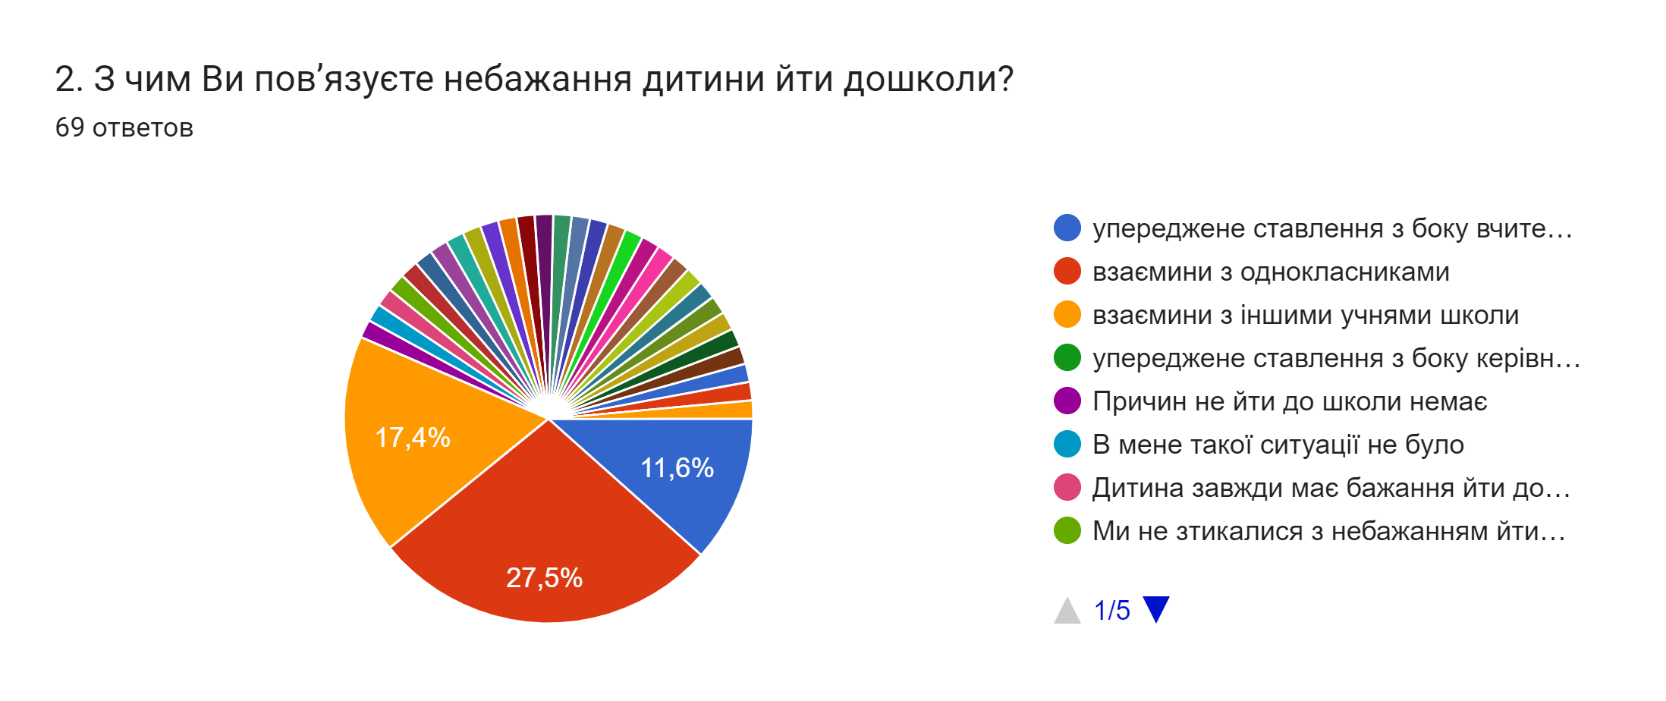 2. З чим Ви пов’язуєте небажання дитини йти дошколи?
69 ответов
упереджене ставлення з боку вчите…
взаємини з однокласниками
взаємини з іншими учнями школи
упереджене ставлення з боку керівн…
Причин не йти до школи немає
В мене такої ситуації не було
Дитина завжди має бажання йти до…
Ми не зтикалися з небажанням йти…
17,4%
11,6%
27,5%
1/5